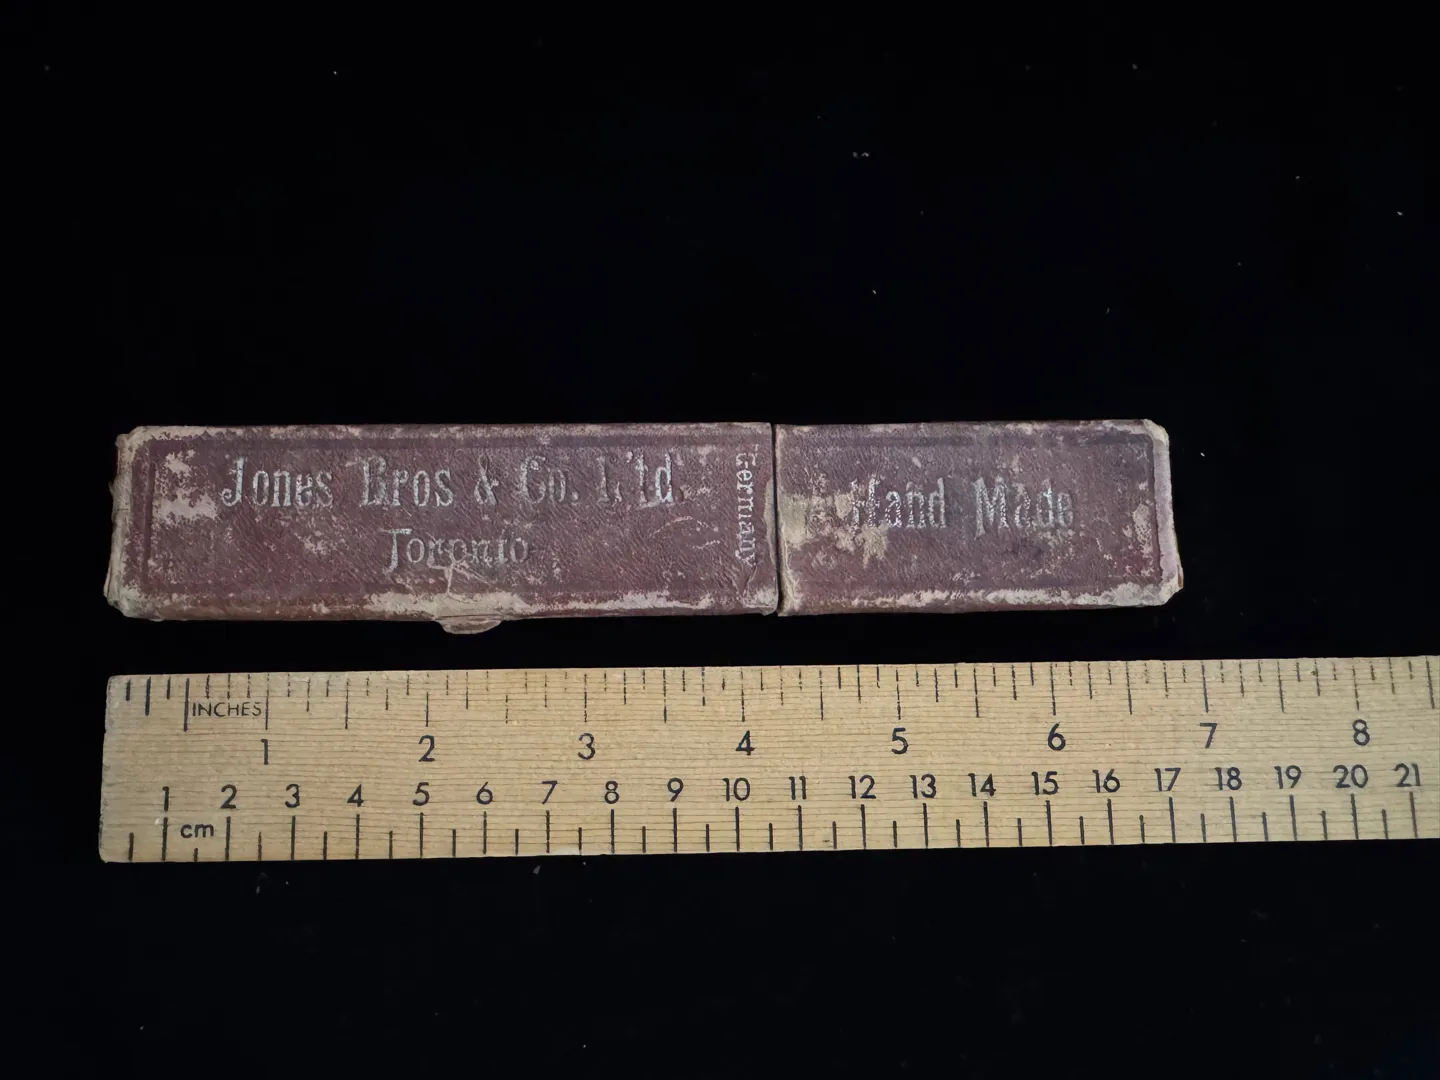 Jones Bros & Co. L'td.
Toronto
Germany
Hand Made
INCHES
1 2 3 4 5 6 7 8
1 2 3 4 5 6 7 8 9 10 11 12 13 14 15 16 17 18 19 20 21
cm